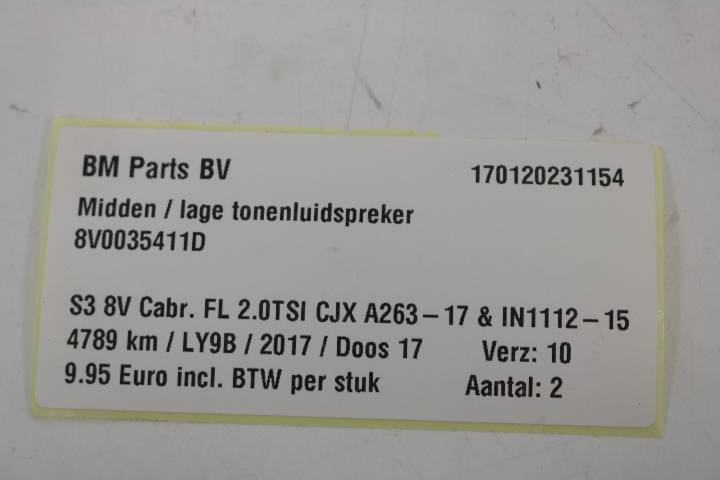 BM Parts BV 170120231154
Midden / lage tonenluidspreker
8V0035411D
S3 8V Cabr. FL 2.0TSI CJX A263-17 & IN1112-15
4789 km / LY9B / 2017 / Doos 17 Verz: 10
9.95 Euro incl. BTW per stuk Aantal: 2